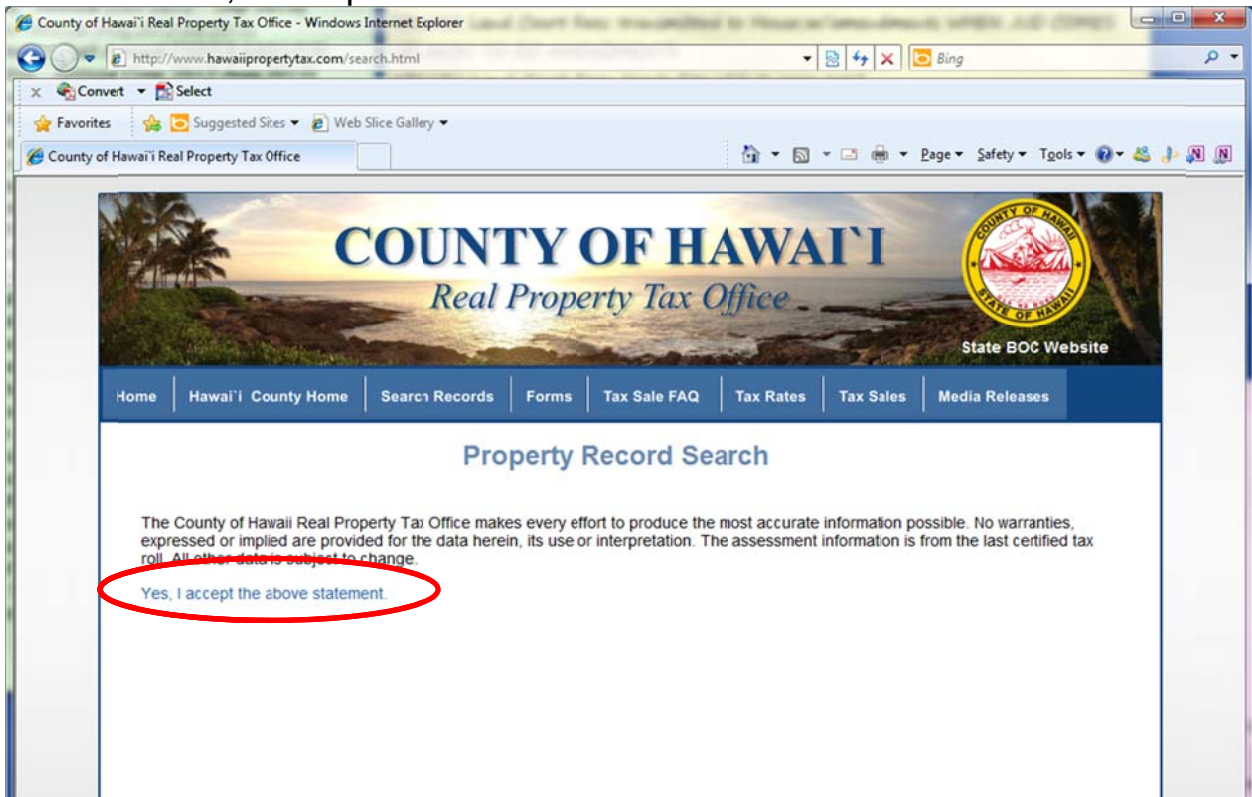 County of Hawai'i Real Property Tax Office - Windows Internet Explorer
http://www.hawaiipropertytax.com/search.html
Bing
x Convert Select
Favorites Suggested Sites Web Slice Gallery
County of Hawai'i Real Property Tax Office
Page Safety Tools
COUNTY OF HAWAI`I
Real Property Tax Office
COUNTY OF HAWAII
STATE OF HAWAII
State BOC Website
Home Hawai`i County Home Search Records Forms Tax Sale FAQ Tax Rates Tax Sales Media Releases
Property Record Search
The County of Hawaii Real Property Tax Office makes every effort to produce the most accurate information possible. No warranties,
expressed or implied are provided for the data herein, its use or interpretation. The assessment information is from the last certified tax
roll. All other data is subject to change.
Yes, I accept the above statement.